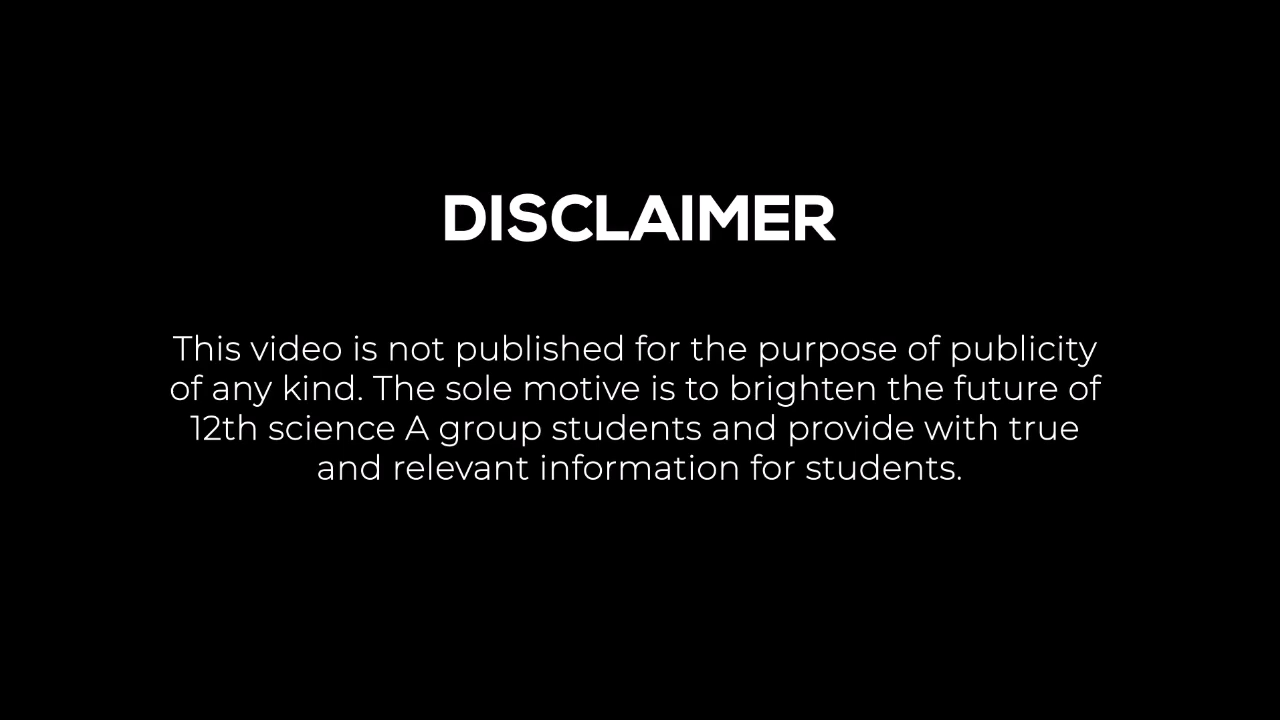 DISCLAIMER
This video is not published for the purpose of publicity
of any kind. The sole motive is to brighten the future of
12th science A group students and provide with true
and relevant information for students.